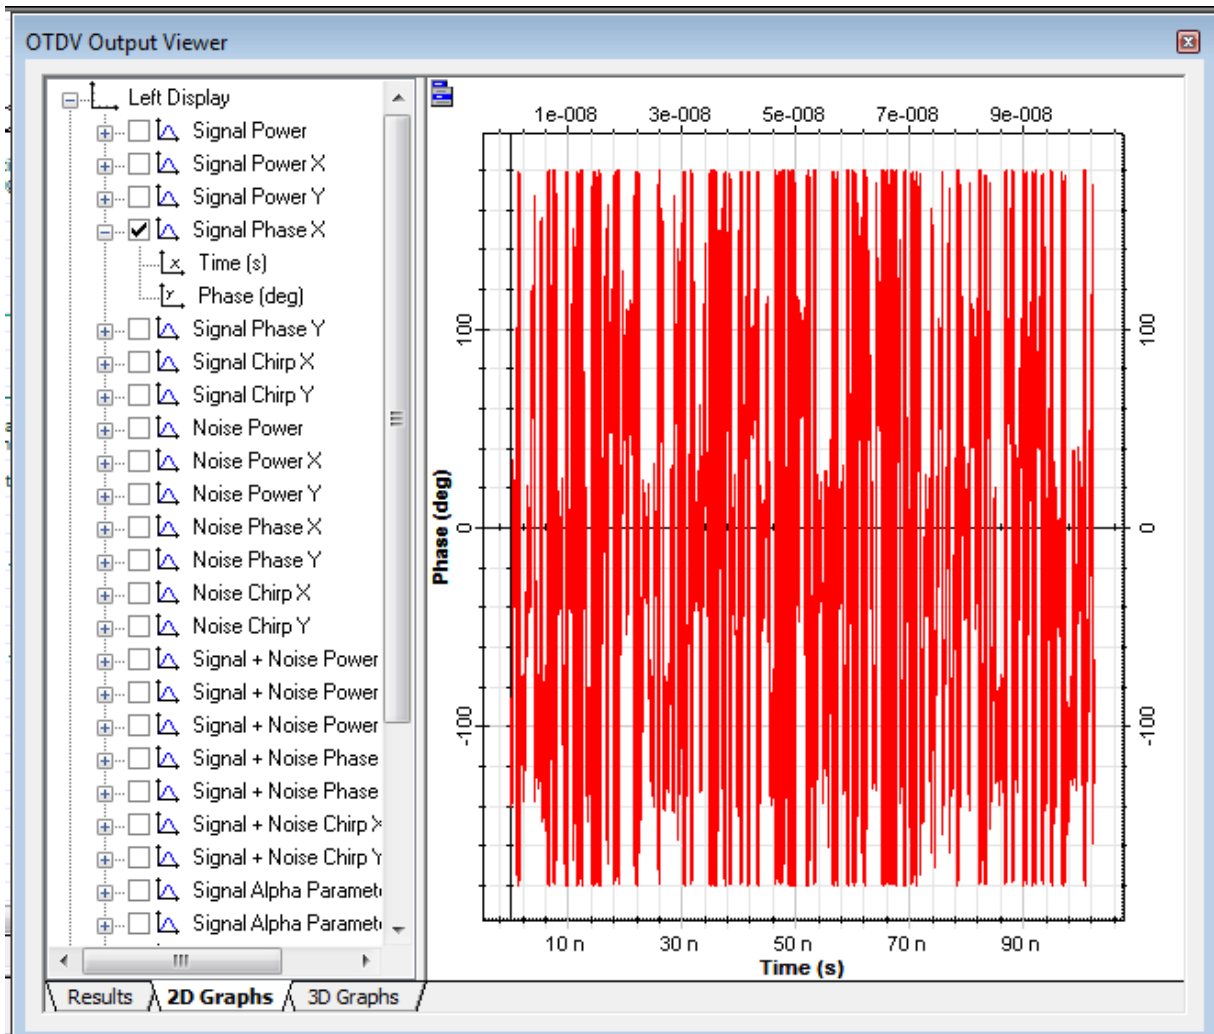 OTDV Output Viewer
Left Display
Signal Power
Signal Power X
Signal Power Y
Signal Phase X
Time (s)
Phase (deg)
Signal Phase Y
Signal Chirp X
Signal Chirp Y
Noise Power
Noise Power X
Noise Power Y
Noise Phase X
Noise Phase Y
Noise Chirp X
Noise Chirp Y
Signal + Noise Power
Signal + Noise Power
Signal + Noise Power
Signal + Noise Phase
Signal + Noise Phase
Signal + Noise Chirp X
Signal + Noise Chirp Y
Signal Alpha Paramet
Signal Alpha Paramet
1e-008 3e-008 5e-008 7e-008 9e-008
100 100
0 0
-100 -100
Phase (deg)
10 n 30 n 50 n 70 n 90 n
Time (s)
Results 2D Graphs 3D Graphs